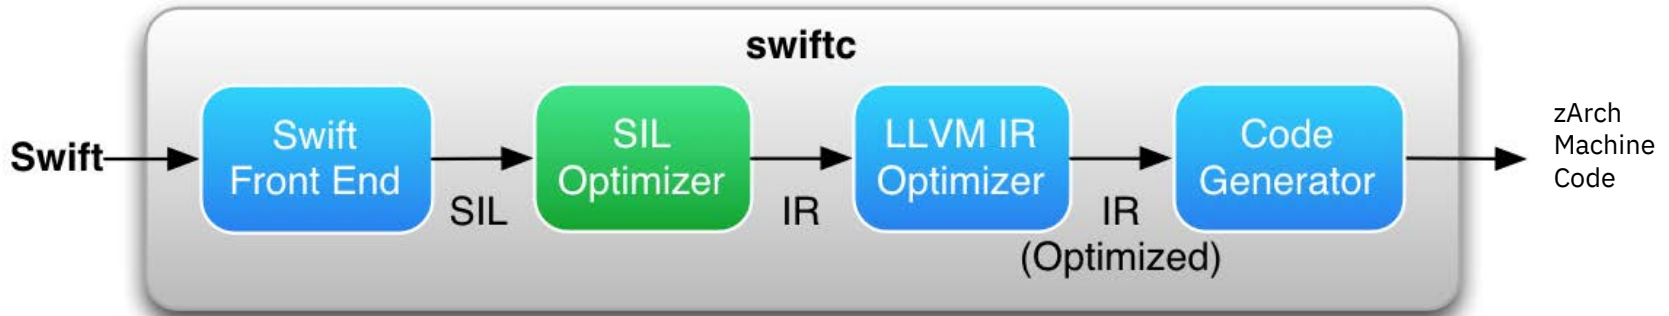 swiftc
Swift
Swift
Front End
SIL
SIL
Optimizer
IR
LLVM IR
Optimizer
IR
(Optimized)
Code
Generator
zArch
Machine
Code